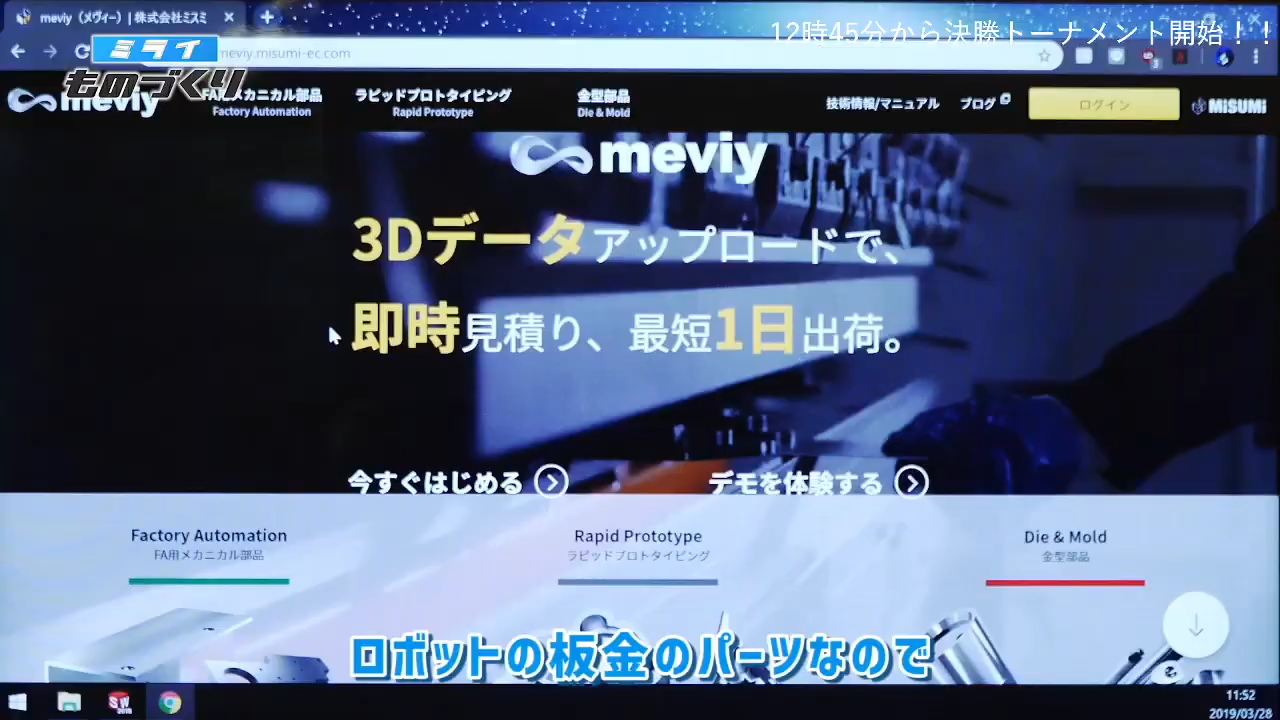 meviy（メヴィー）| 株式会社ミスミ
12時45分から決勝トーナメント開始！！
meviy.misumi-ec.com
ミライ
ものづくり
meviy
FA用メカニカル部品
Factory Automation
ラピッドプロトタイピング
Rapid Prototype
金型部品
Die & Mold
技術情報/マニュアル
ブログ
ログイン
MiSUMi
meviy
3Dデータアップロードで、
即時見積り、最短1日出荷。
今すぐはじめる
デモを体験する
Factory Automation
FA用メカニカル部品
Rapid Prototype
ラピッドプロトタイピング
Die & Mold
金型部品
ロボットの板金のパーツなので
SW
11:52
2019/03/28